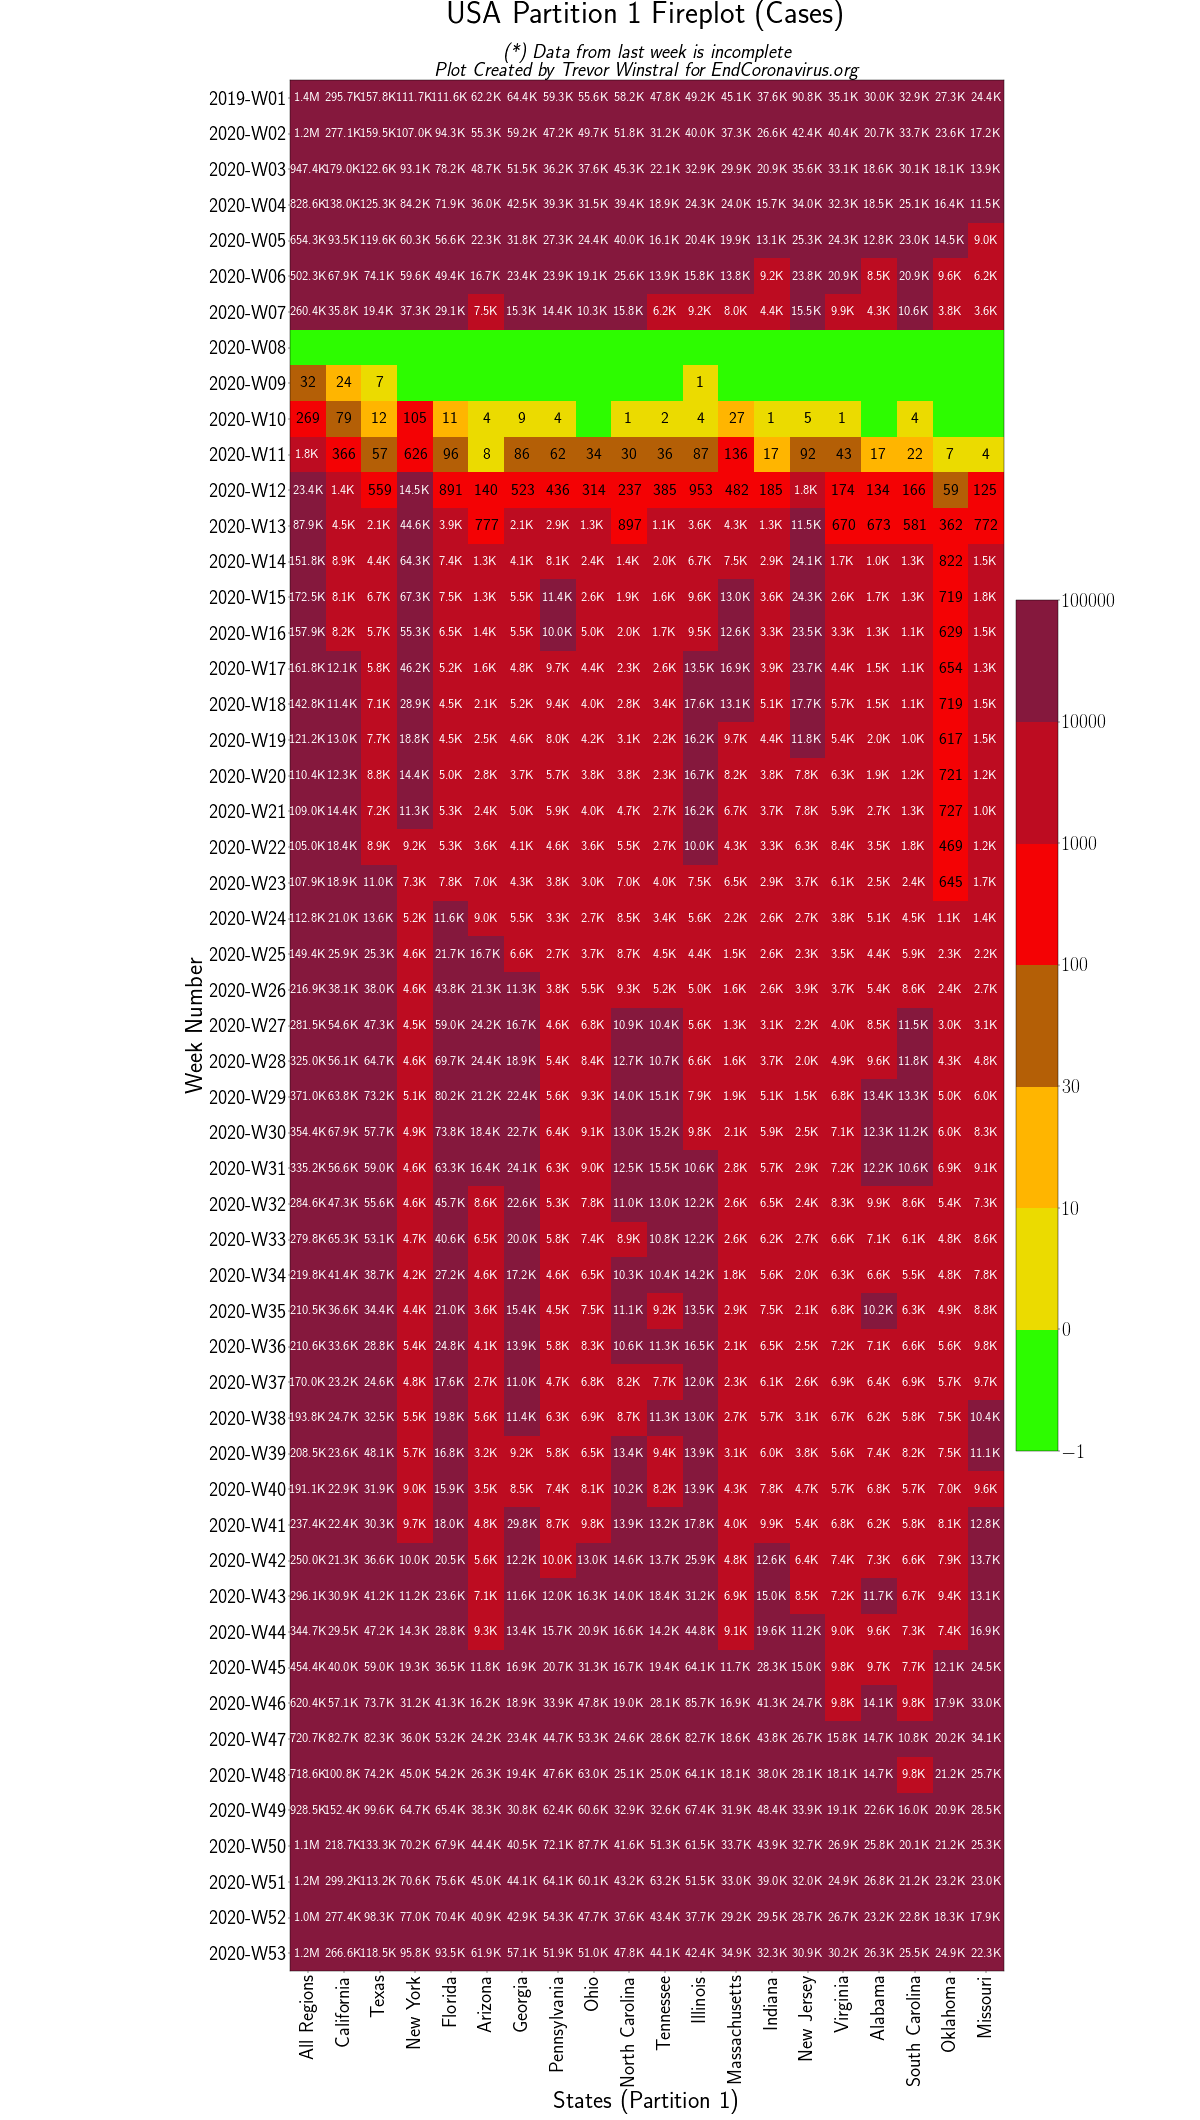 USA Partition 1 Fireplot (Cases)
(*) Data from last week is incomplete
Plot Created by Trevor Winstral for EndCoronavirus.org
2019-W01 1.4M 295.7K 157.8K 111.7K 111.6K 62.2K 64.4K 59.3K 55.6K 58.2K 47.8K 49.2K 45.1K 37.6K 90.8K 35.1K 30.0K 32.9K 27.3K 24.4K
2020-W02 1.2M 277.1K 159.5K 107.0K 94.3K 55.3K 59.2K 47.2K 49.7K 51.8K 31.2K 40.0K 37.3K 26.6K 42.4K 40.4K 20.7K 33.7K 23.6K 17.2K
2020-W03 947.4K 179.0K 122.6K 93.1K 78.2K 48.7K 51.5K 36.2K 37.6K 45.3K 22.1K 32.9K 29.9K 20.9K 35.6K 33.1K 18.6K 30.1K 18.1K 13.9K
2020-W04 828.6K 138.0K 125.3K 84.2K 71.9K 36.0K 42.5K 39.3K 31.5K 39.4K 18.9K 24.3K 24.0K 15.7K 34.0K 32.3K 18.5K 25.1K 16.4K 11.5K
2020-W05 654.3K 93.5K 119.6K 60.3K 56.6K 22.3K 31.8K 27.3K 24.4K 40.0K 16.1K 20.4K 19.9K 13.1K 25.3K 24.3K 12.8K 23.0K 14.5K 9.0K
2020-W06 502.3K 67.9K 74.1K 59.6K 49.4K 16.7K 23.4K 23.9K 19.1K 25.6K 13.9K 15.8K 13.8K 9.2K 23.8K 20.9K 8.5K 20.9K 9.6K 6.2K
2020-W07 260.4K 35.8K 19.4K 37.3K 29.1K 7.5K 15.3K 14.4K 10.3K 15.8K 6.2K 9.2K 8.0K 4.4K 15.5K 9.9K 4.3K 10.6K 3.8K 3.6K
2020-W08
2020-W09 32 24 7 1
2020-W10 269 79 12 105 11 4 9 4 1 2 4 27 1 5 1 4
2020-W11 1.8K 366 57 626 96 8 86 62 34 30 36 87 136 17 92 43 17 22 7 4
2020-W12 23.4K 1.4K 559 14.5K 891 140 523 436 314 237 385 953 482 185 1.8K 174 134 166 59 125
2020-W13 87.9K 4.5K 2.1K 44.6K 3.9K 777 2.1K 2.9K 1.3K 897 1.1K 3.6K 4.3K 1.3K 11.5K 670 673 581 362 772
2020-W14 151.8K 8.9K 4.4K 64.3K 7.4K 1.3K 4.1K 8.1K 2.4K 1.4K 2.0K 6.7K 7.5K 2.9K 24.1K 1.7K 1.0K 1.3K 822 1.5K
2020-W15 172.5K 8.1K 6.7K 67.3K 7.5K 1.3K 5.5K 11.4K 2.6K 1.9K 1.6K 9.6K 13.0K 3.6K 24.3K 2.6K 1.7K 1.3K 719 1.8K
2020-W16 157.9K 8.2K 5.7K 55.3K 6.5K 1.4K 5.5K 10.0K 5.0K 2.0K 1.7K 9.5K 12.6K 3.3K 23.5K 3.3K 1.3K 1.1K 629 1.5K
2020-W17 161.8K 12.1K 5.8K 46.2K 5.2K 1.6K 4.8K 9.7K 4.4K 2.3K 2.6K 13.5K 16.9K 3.9K 23.7K 4.4K 1.5K 1.1K 654 1.3K
2020-W18 142.8K 11.4K 7.1K 28.9K 4.5K 2.1K 5.2K 9.4K 4.0K 2.8K 3.4K 17.6K 13.1K 5.1K 17.7K 5.7K 1.5K 1.1K 719 1.5K
2020-W19 121.2K 13.0K 7.7K 18.8K 4.5K 2.5K 4.6K 8.0K 4.2K 3.1K 2.2K 16.2K 9.7K 4.4K 11.8K 5.4K 2.0K 1.0K 617 1.5K
2020-W20 110.4K 12.3K 8.8K 14.4K 5.0K 2.8K 3.7K 5.7K 3.8K 3.8K 2.3K 16.7K 8.2K 3.8K 7.8K 6.3K 1.9K 1.2K 721 1.2K
2020-W21 109.0K 14.4K 7.2K 11.3K 5.3K 2.4K 5.0K 5.9K 4.0K 4.7K 2.7K 16.2K 6.7K 3.7K 7.8K 5.9K 2.7K 1.3K 727 1.0K
2020-W22 105.0K 18.4K 8.9K 9.2K 5.3K 3.6K 4.1K 4.6K 3.6K 5.5K 2.7K 10.0K 4.3K 3.3K 6.3K 8.4K 3.5K 1.8K 469 1.2K
2020-W23 107.9K 18.9K 11.0K 7.3K 7.8K 7.0K 4.3K 3.8K 3.0K 7.0K 4.0K 7.5K 6.5K 2.9K 3.7K 6.1K 2.5K 2.4K 645 1.7K
2020-W24 112.8K 21.0K 13.6K 5.2K 11.6K 9.0K 5.5K 3.3K 2.7K 8.5K 3.4K 5.6K 2.2K 2.6K 2.7K 3.8K 5.1K 4.5K 1.1K 1.4K
2020-W25 149.4K 25.9K 25.3K 4.6K 21.7K 16.7K 6.6K 2.7K 3.7K 8.7K 4.5K 4.4K 1.5K 2.6K 2.3K 3.5K 4.4K 5.9K 2.3K 2.2K
2020-W26 216.9K 38.1K 38.0K 4.6K 43.8K 21.3K 11.3K 3.8K 5.5K 9.3K 5.2K 5.0K 1.6K 2.6K 3.9K 3.7K 5.4K 8.6K 2.4K 2.7K
2020-W27 281.5K 54.6K 47.3K 4.5K 59.0K 24.2K 16.7K 4.6K 6.8K 10.9K 10.4K 5.6K 1.3K 3.1K 2.2K 4.0K 8.5K 11.5K 3.0K 3.1K
2020-W28 325.0K 56.1K 64.7K 4.6K 69.7K 24.4K 18.9K 5.4K 8.4K 12.7K 10.7K 6.6K 1.6K 3.7K 2.0K 4.9K 9.6K 11.8K 4.3K 4.8K
2020-W29 371.0K 63.8K 73.2K 5.1K 80.2K 21.2K 22.4K 5.6K 9.3K 14.0K 15.1K 7.9K 1.9K 5.1K 1.5K 6.8K 13.4K 13.3K 5.0K 6.0K
2020-W30 354.4K 67.9K 57.7K 4.9K 73.8K 18.4K 22.7K 6.4K 9.1K 13.0K 15.2K 9.8K 2.1K 5.9K 2.5K 7.1K 12.3K 11.2K 6.0K 8.3K
2020-W31 335.2K 56.6K 59.0K 4.6K 63.3K 16.4K 24.1K 6.3K 9.0K 12.5K 15.5K 10.6K 2.8K 5.7K 2.9K 7.2K 12.2K 10.6K 6.9K 9.1K
2020-W32 284.6K 47.3K 55.6K 4.6K 45.7K 8.6K 22.6K 5.3K 7.8K 11.0K 13.0K 12.2K 2.6K 6.5K 2.4K 8.3K 9.9K 8.6K 5.4K 7.3K
2020-W33 279.8K 65.3K 53.1K 4.7K 40.6K 6.5K 20.0K 5.8K 7.4K 8.9K 10.8K 12.2K 2.6K 6.2K 2.7K 6.6K 7.1K 6.1K 4.8K 8.6K
2020-W34 219.8K 41.4K 38.7K 4.2K 27.2K 4.6K 17.2K 4.6K 6.5K 10.3K 10.4K 14.2K 1.8K 5.6K 2.0K 6.3K 6.6K 5.5K 4.8K 7.8K
2020-W35 210.5K 36.6K 34.4K 4.4K 21.0K 3.6K 15.4K 4.5K 7.5K 11.1K 9.2K 13.5K 2.9K 7.5K 2.1K 6.8K 10.2K 6.3K 4.9K 8.8K
2020-W36 210.6K 33.6K 28.8K 5.4K 24.8K 4.1K 13.9K 5.8K 8.3K 10.6K 11.3K 16.5K 2.1K 6.5K 2.5K 7.2K 7.1K 6.6K 5.6K 9.8K
2020-W37 170.0K 23.2K 24.6K 4.8K 17.6K 2.7K 11.0K 4.7K 6.8K 8.2K 7.7K 12.0K 2.3K 6.1K 2.6K 6.9K 6.4K 6.9K 5.7K 9.7K
2020-W38 193.8K 24.7K 32.5K 5.5K 19.8K 5.6K 11.4K 6.3K 6.9K 8.7K 11.3K 13.0K 2.7K 5.7K 3.1K 6.7K 6.2K 5.8K 7.5K 10.4K
2020-W39 208.5K 23.6K 48.1K 5.7K 16.8K 3.2K 9.2K 5.8K 6.5K 13.4K 9.4K 13.9K 3.1K 6.0K 3.8K 5.6K 7.4K 8.2K 7.5K 11.1K
2020-W40 191.1K 22.9K 31.9K 9.0K 15.9K 3.5K 8.5K 7.4K 8.1K 10.2K 8.2K 13.9K 4.3K 7.8K 4.7K 5.7K 6.8K 5.7K 7.0K 9.6K
2020-W41 237.4K 22.4K 30.3K 9.7K 18.0K 4.8K 29.8K 8.7K 9.8K 13.9K 13.2K 17.8K 4.0K 9.9K 5.4K 6.8K 6.2K 5.8K 8.1K 12.8K
2020-W42 250.0K 21.3K 36.6K 10.0K 20.5K 5.6K 12.2K 10.0K 13.0K 14.6K 13.7K 25.9K 4.8K 12.6K 6.4K 7.4K 7.3K 6.6K 7.9K 13.7K
2020-W43 296.1K 30.9K 41.2K 11.2K 23.6K 7.1K 11.6K 12.0K 16.3K 14.0K 18.4K 31.2K 6.9K 15.0K 8.5K 7.2K 11.7K 6.7K 9.4K 13.1K
2020-W44 344.7K 29.5K 47.2K 14.3K 28.8K 9.3K 13.4K 15.7K 20.9K 16.6K 14.2K 44.8K 9.1K 19.6K 11.2K 9.0K 9.6K 7.3K 7.4K 16.9K
2020-W45 454.4K 40.0K 59.0K 19.3K 36.5K 11.8K 16.9K 20.7K 31.3K 16.7K 19.4K 64.1K 11.7K 28.3K 15.0K 9.8K 9.7K 7.7K 12.1K 24.5K
2020-W46 620.4K 57.1K 73.7K 31.2K 41.3K 16.2K 18.9K 33.9K 47.8K 19.0K 28.1K 85.7K 16.9K 41.3K 24.7K 9.8K 14.1K 9.8K 17.9K 33.0K
2020-W47 720.7K 82.7K 82.3K 36.0K 53.2K 24.2K 23.4K 44.7K 53.3K 24.6K 28.6K 82.7K 18.6K 43.8K 26.7K 15.8K 14.7K 10.8K 20.2K 34.1K
2020-W48 718.6K 100.8K 74.2K 45.0K 54.2K 26.3K 19.4K 47.6K 63.0K 25.1K 25.0K 64.1K 18.1K 38.0K 28.1K 18.1K 14.7K 9.8K 21.2K 25.7K
2020-W49 928.5K 152.4K 99.6K 64.7K 65.4K 38.3K 30.8K 62.4K 60.6K 32.9K 32.6K 67.4K 31.9K 48.4K 33.9K 19.1K 22.6K 16.0K 20.9K 28.5K
2020-W50 1.1M 218.7K 133.3K 70.2K 67.9K 44.4K 40.5K 72.1K 87.7K 41.6K 51.3K 61.5K 33.7K 43.9K 32.7K 26.9K 25.8K 20.1K 21.2K 25.3K
2020-W51 1.2M 299.2K 113.2K 70.6K 75.6K 45.0K 44.1K 64.1K 60.1K 43.2K 63.2K 51.5K 33.0K 39.0K 32.0K 24.9K 26.8K 21.2K 23.2K 23.0K
2020-W52 1.0M 277.4K 98.3K 77.0K 70.4K 40.9K 42.9K 54.3K 47.7K 37.6K 43.4K 37.7K 29.2K 29.5K 28.7K 26.7K 23.2K 22.8K 18.3K 17.9K
2020-W53 1.2M 266.6K 118.5K 95.8K 93.5K 61.9K 57.1K 51.9K 51.0K 47.8K 44.1K 42.4K 34.9K 32.3K 30.9K 30.2K 26.3K 25.5K 24.9K 22.3K
Week Number
All Regions
California
Texas
New York
Florida
Arizona
Georgia
Pennsylvania
Ohio
North Carolina
Tennessee
Illinois
Massachusetts
Indiana
New Jersey
Virginia
Alabama
South Carolina
Oklahoma
Missouri
States (Partition 1)
100000
10000
1000
100
30
10
0
−1